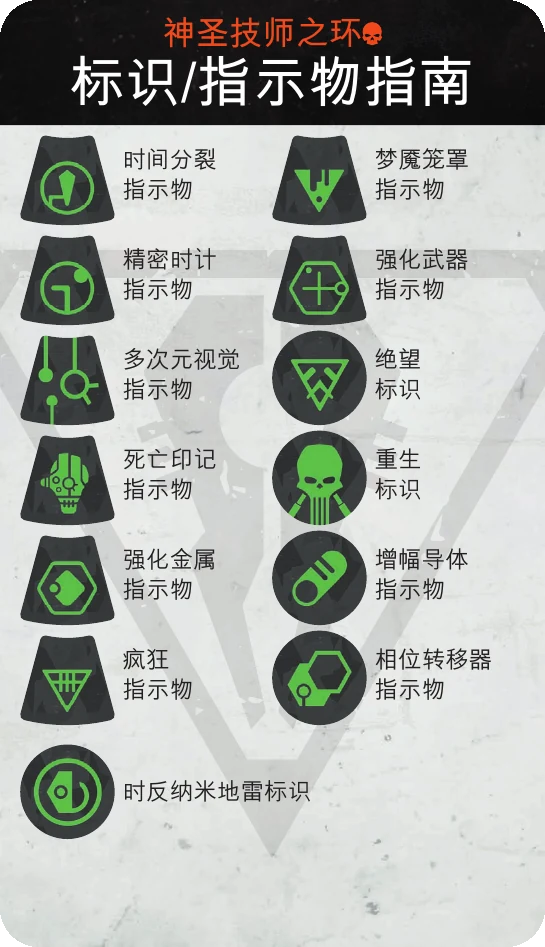 神圣技师之环
标识/指示物指南
时间分裂
指示物
梦魇笼罩
指示物
精密时计
指示物
强化武器
指示物
多次元视觉
指示物
绝望
标识
死亡印记
指示物
重生
标识
强化金属
指示物
增幅导体
指示物
疯狂
指示物
相位转移器
指示物
时反纳米地雷标识